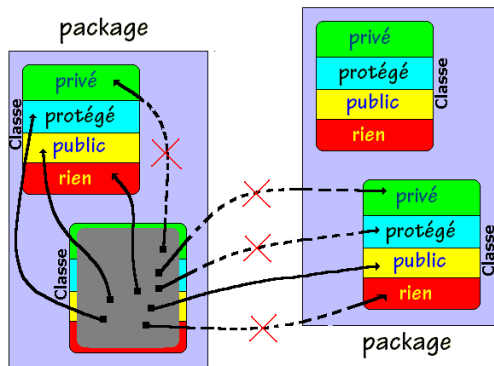 package
privé
protégé
public
rien
Classe
Classe
privé
protégé
public
rien
Classe
privé
protégé
public
rien
Classe
package